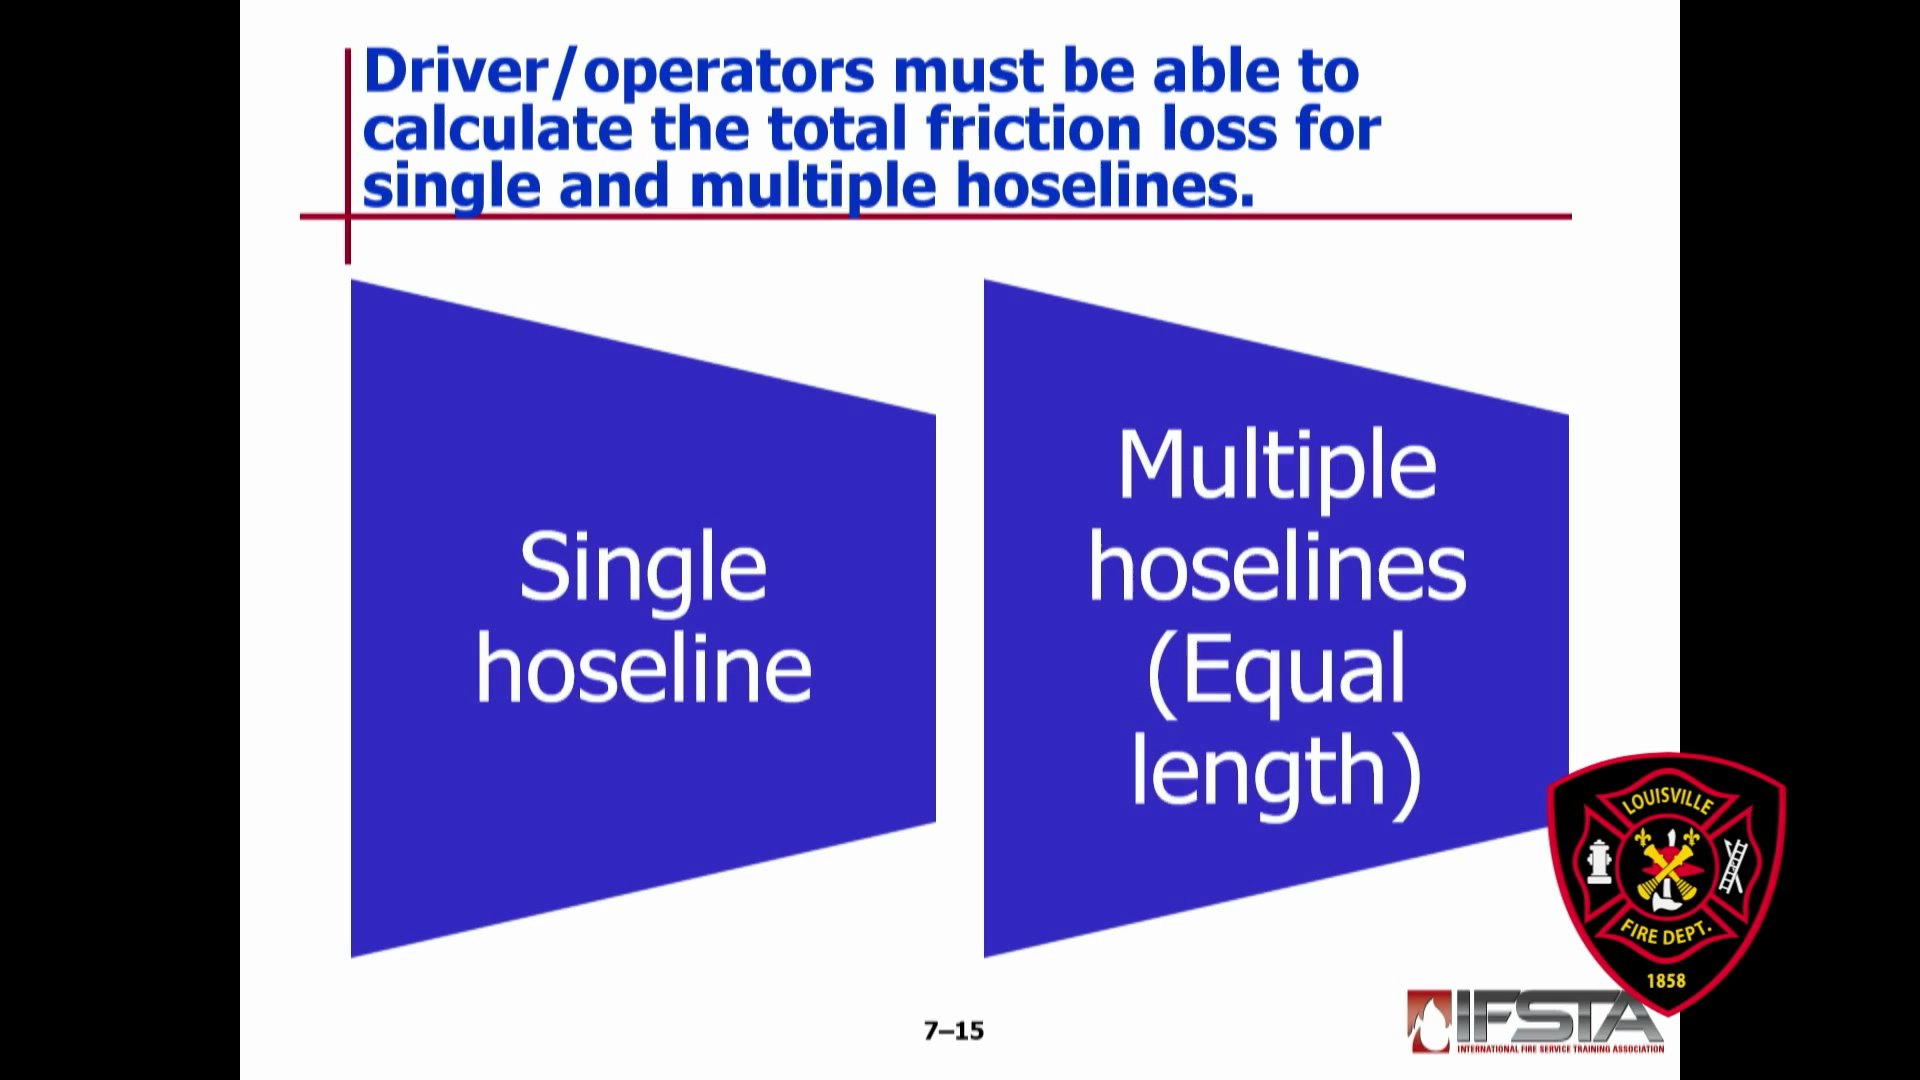 Driver/operators must be able to
calculate the total friction loss for
single and multiple hoselines.
Single
hoseline
Multiple
hoselines
(Equal
length)
LOUISVILLE
FIRE DEPT.
1858
7–15
IFSTA
INTERNATIONAL FIRE SERVICE TRAINING ASSOCIATION